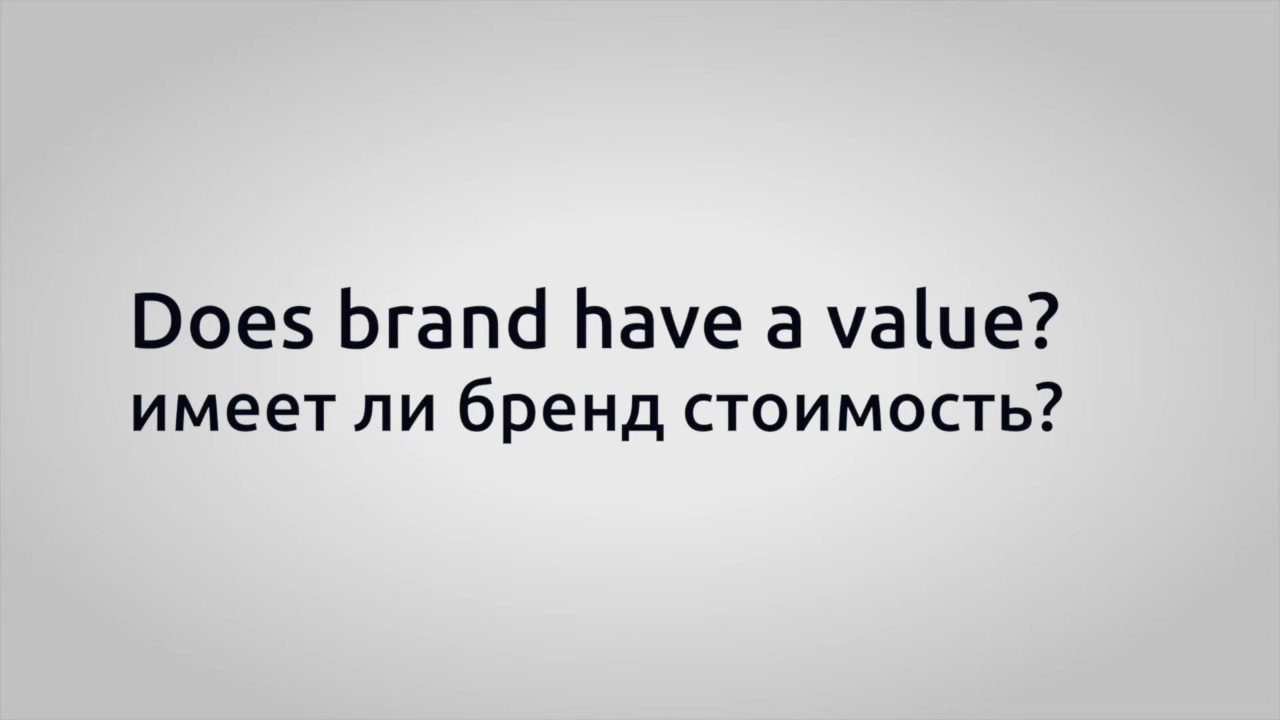 Does brand have a value?
имеет ли бренд стоимость?